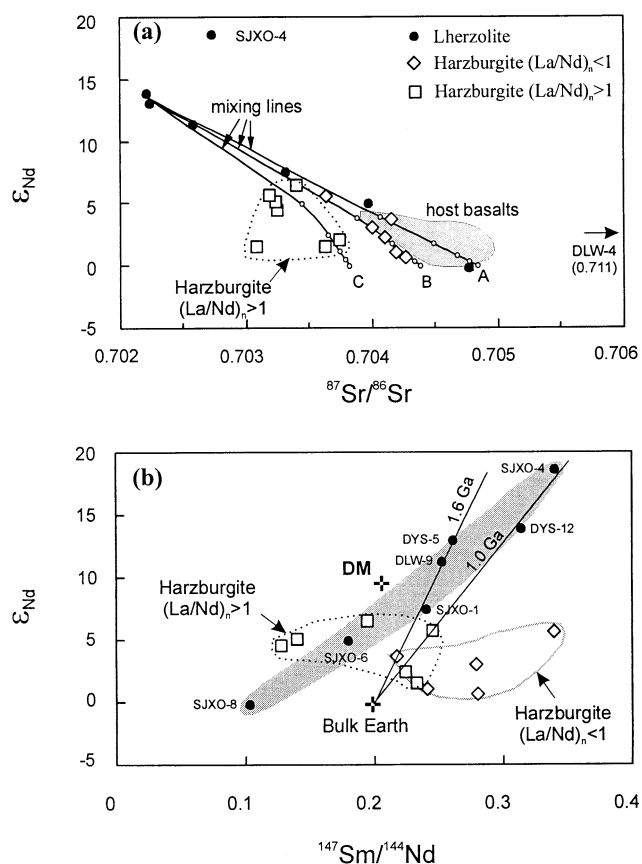 (a)
SJXO-4
Lherzolite
Harzburgite (La/Nd)n<1
Harzburgite (La/Nd)n>1
mixing lines
host basalts
DLW-4
(0.711)
Harzburgite
(La/Nd)n>1
C
B
A
20
15
10
5
0
-5
εNd
0.702
0.703
0.704
0.705
0.706
87Sr/86Sr
(b)
SJXO-4
1.6 Ga
1.0 Ga
DYS-5
DYS-12
DLW-9
DM
Harzburgite
(La/Nd)n>1
SJXO-1
SJXO-6
SJXO-8
Bulk Earth
Harzburgite
(La/Nd)n<1
20
15
10
5
0
-5
εNd
0
0.1
0.2
0.3
0.4
147Sm/144Nd